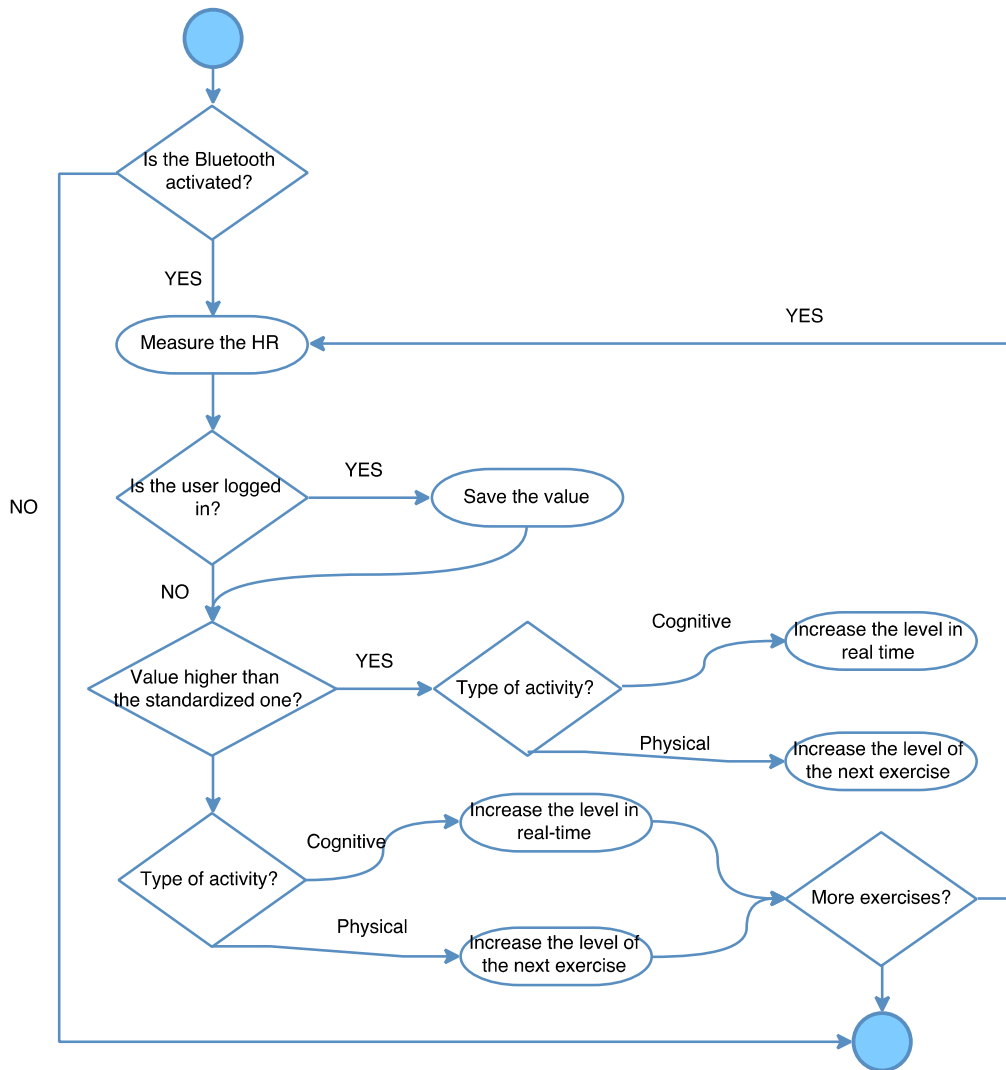 Is the Bluetooth
activated?
YES
YES
Measure the HR
NO
Is the user logged
in?
YES
Save the value
NO
Value higher than
the standardized one?
YES
Type of activity?
Cognitive
Increase the level in
real time
Physical
Increase the level of
the next exercise
Type of activity?
Cognitive
Increase the level in
real-time
Physical
Increase the level of
the next exercise
More exercises?